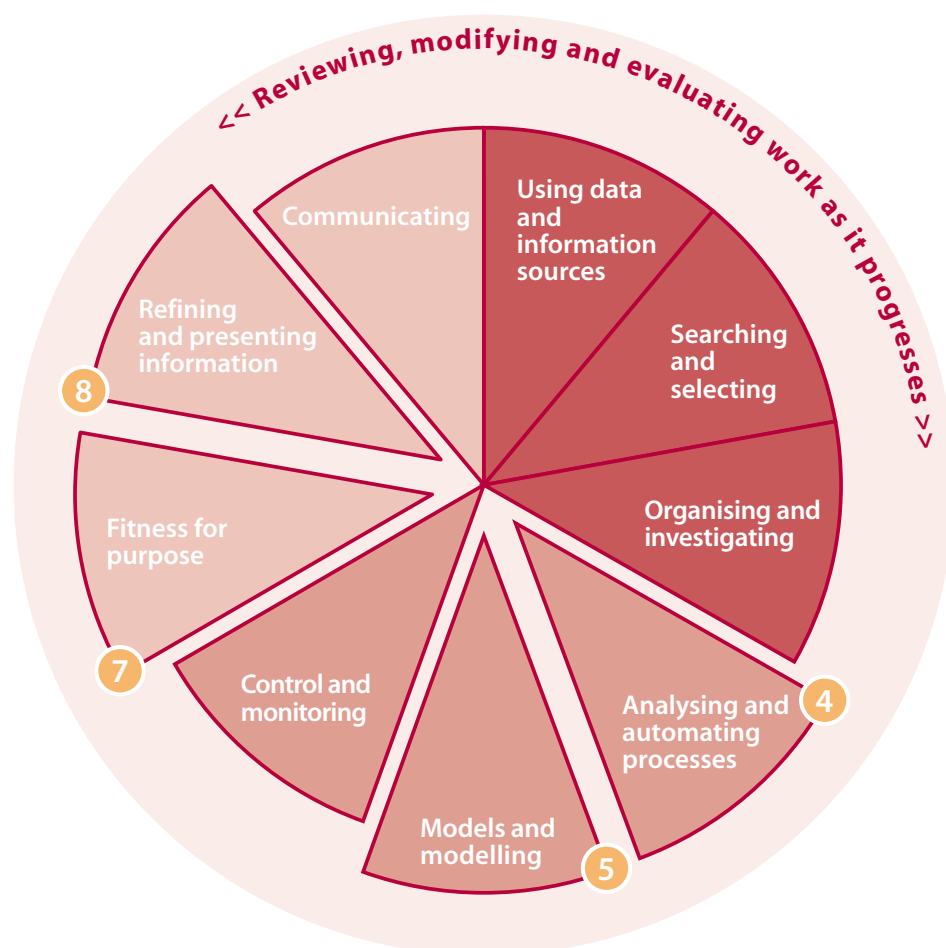 << Reviewing, modifying and evaluating work as it progresses >>
Using data
and
information
sources
Searching
and
selecting
Organising and
investigating
4
Analysing and
automating
processes
5
Models and
modelling
Control and
monitoring
7
Fitness for
purpose
8
Refining
and presenting
information
Communicating